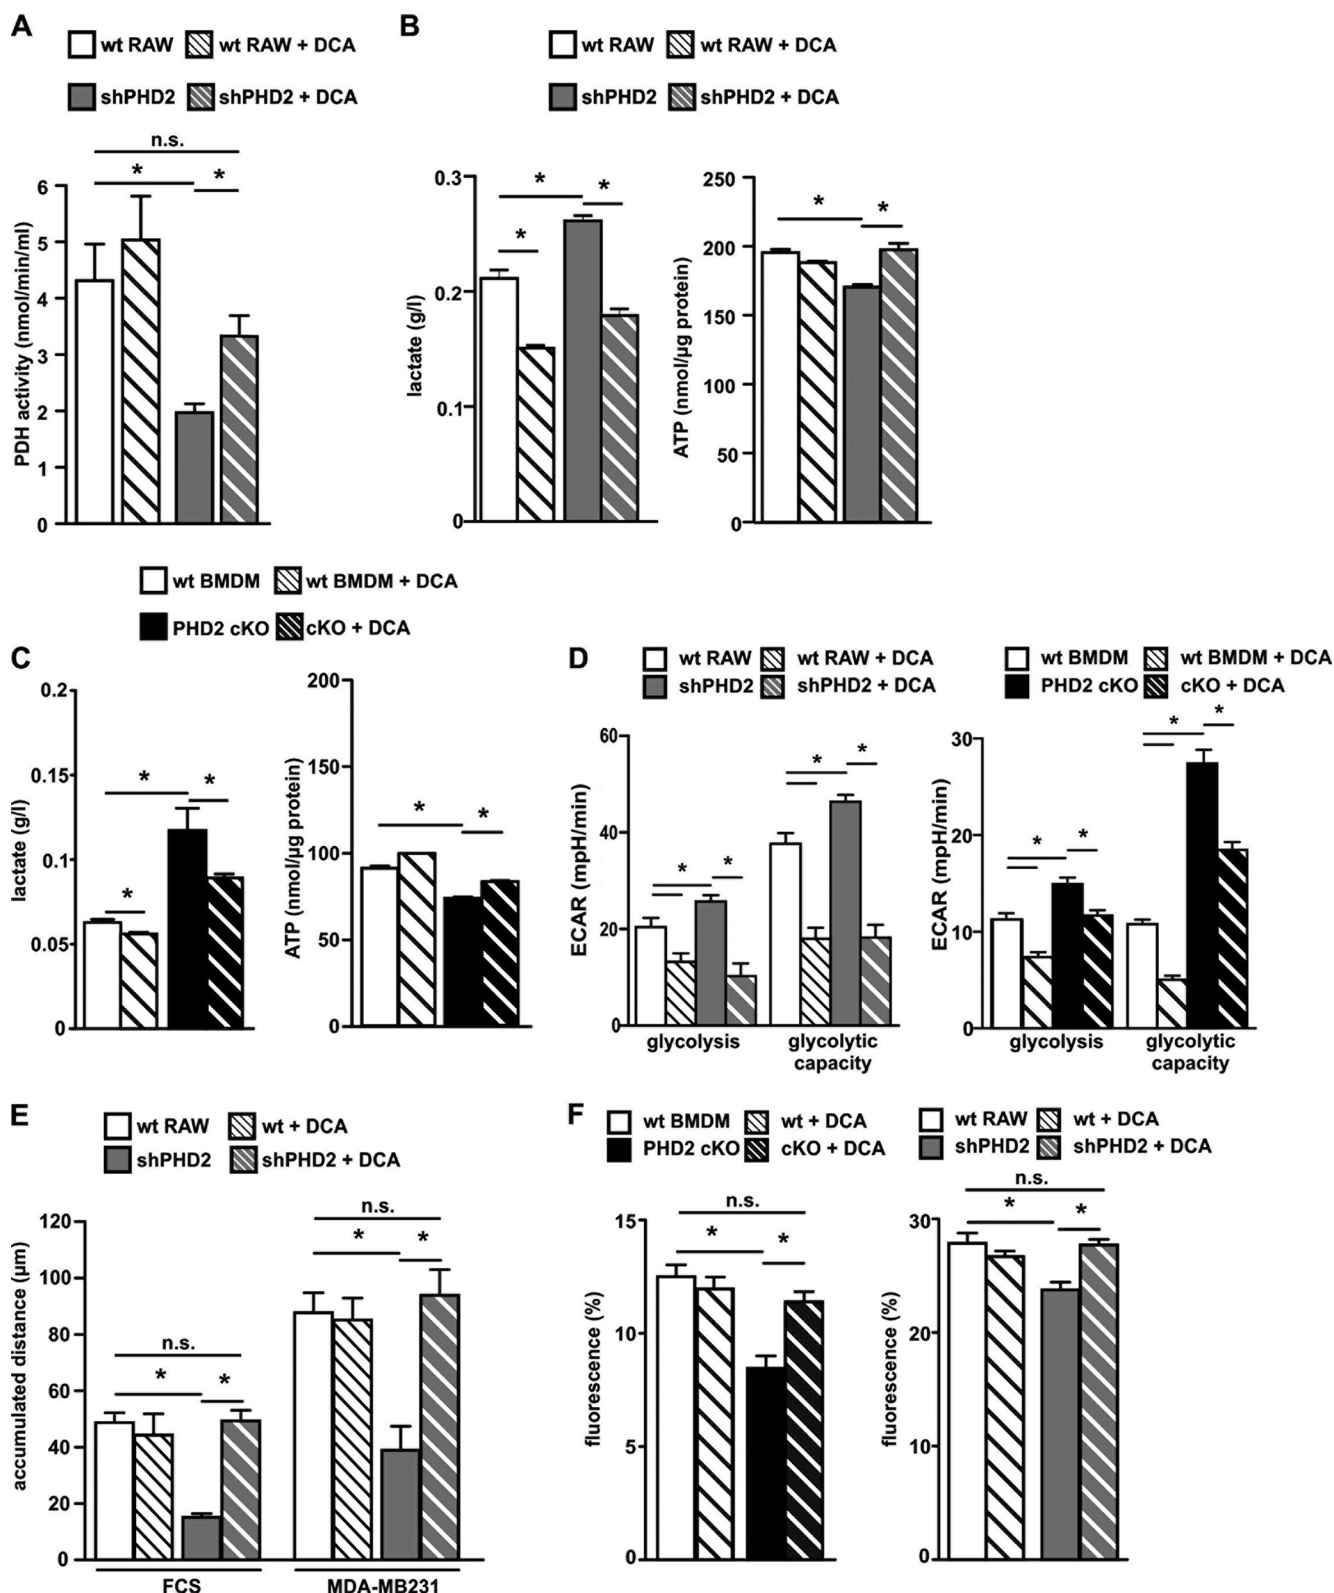 A
wt RAW
wt RAW + DCA
shPHD2
shPHD2 + DCA
n.s.
*
*
6
5
4
3
2
1
0
PDH activity (nmol/min/ml)
B
wt RAW
wt RAW + DCA
shPHD2
shPHD2 + DCA
0.3
0.2
0.1
0
lactate (g/l)
*
*
*
250
200
150
100
50
0
ATP (nmol/µg protein)
*
*
wt BMDM
wt BMDM + DCA
PHD2 cKO
cKO + DCA
C
0.2
0.15
0.1
0.05
0
lactate (g/l)
*
*
*
200
150
100
50
0
ATP (nmol/µg protein)
*
*
D
wt RAW
wt RAW + DCA
shPHD2
shPHD2 + DCA
60
40
20
0
ECAR (mpH/min)
*
*
*
*
glycolysis
glycolytic
capacity
wt BMDM
wt BMDM + DCA
PHD2 cKO
cKO + DCA
30
20
10
0
ECAR (mpH/min)
*
*
*
*
glycolysis
glycolytic
capacity
E
wt RAW
wt + DCA
shPHD2
shPHD2 + DCA
120
100
80
60
40
20
0
accumulated distance (µm)
n.s.
*
*
n.s.
*
*
FCS
MDA-MB231
F
wt BMDM
wt + DCA
PHD2 cKO
cKO + DCA
15
10
5
0
fluorescence (%)
n.s.
*
*
wt RAW
wt + DCA
shPHD2
shPHD2 + DCA
30
20
10
0
fluorescence (%)
n.s.
*
*